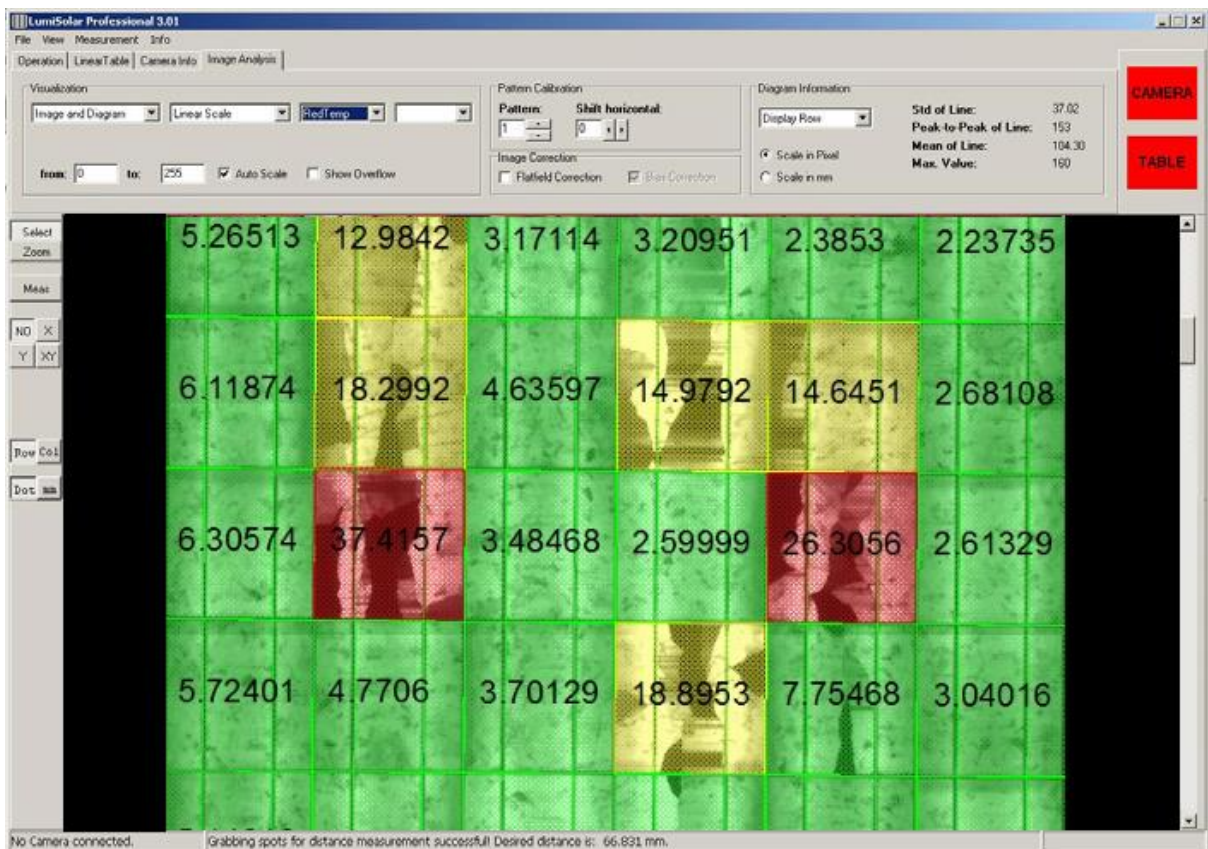 LumiSolar Professional 3.01
File View Measurement Info
Operation LinearTable Camera Info Image Analysis
Visualization
Image and Diagram Linear Scale RedTemp
from: 0 to: 255 Auto Scale Show Overflow
Pattern Calibration
Pattern: Shift horizontal:
1 0
Image Correction
Flatfield Correction Bias Correction
Diagram Information
Display Row
Scale in Pixel
Scale in mm
Std of Line: 37.02
Peak-to-Peak of Line: 153
Mean of Line: 104.30
Max. Value: 160
CAMERA
TABLE
Select
Zoom
Meas
NO X
Y XY
Row Col
Dot
5.26513 12.9842 3.17114 3.20951 2.3853 2.23735
6.11874 18.2992 4.63597 14.9792 14.6451 2.68108
6.30574 37.4157 3.48468 2.59999 26.3056 2.61329
5.72401 4.7706 3.70129 18.8953 7.75468 3.04016
No Camera connected. Grabbing spots for distance measurement successful! Desired distance is: 66.831 mm.